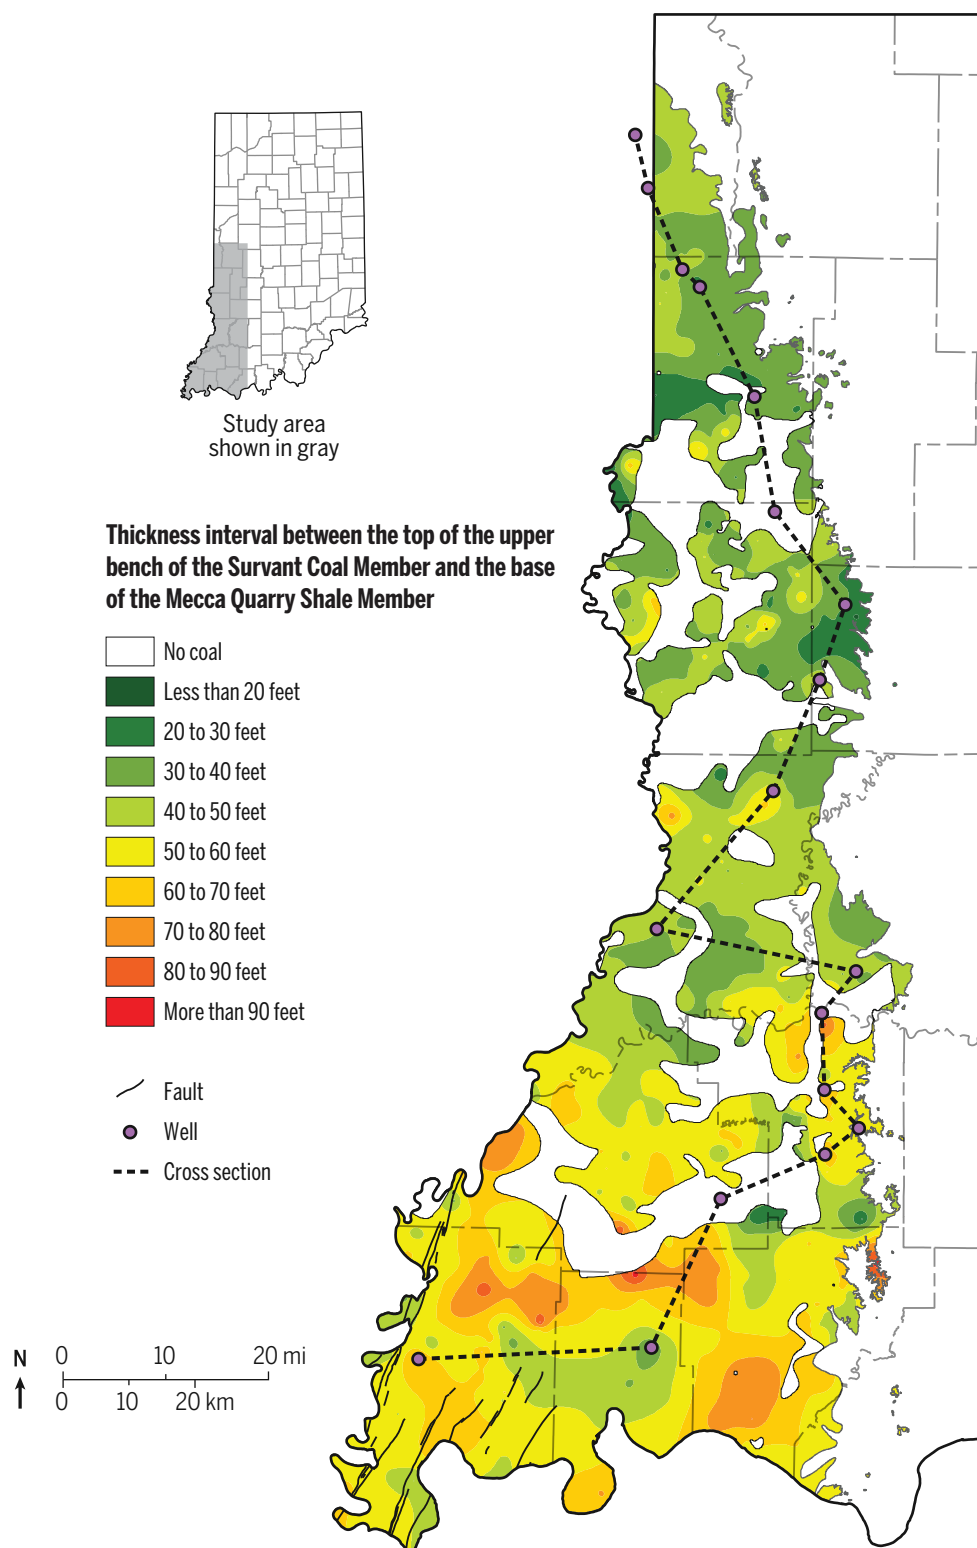 Study area
shown in gray
Thickness interval between the top of the upper
bench of the Survant Coal Member and the base
of the Mecca Quarry Shale Member
No coal
Less than 20 feet
20 to 30 feet
30 to 40 feet
40 to 50 feet
50 to 60 feet
60 to 70 feet
70 to 80 feet
80 to 90 feet
More than 90 feet
Fault
Well
Cross section
N
0 10 20 mi
0 10 20 km